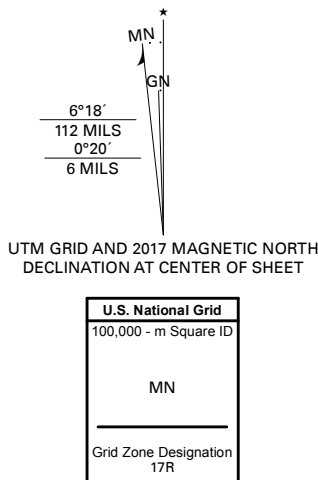 ★
MN
GN
6°18´
112 MILS
0°20´
6 MILS
UTM GRID AND 2017 MAGNETIC NORTH
DECLINATION AT CENTER OF SHEET
U.S. National Grid
100,000 - m Square ID
MN
Grid Zone Designation
17R